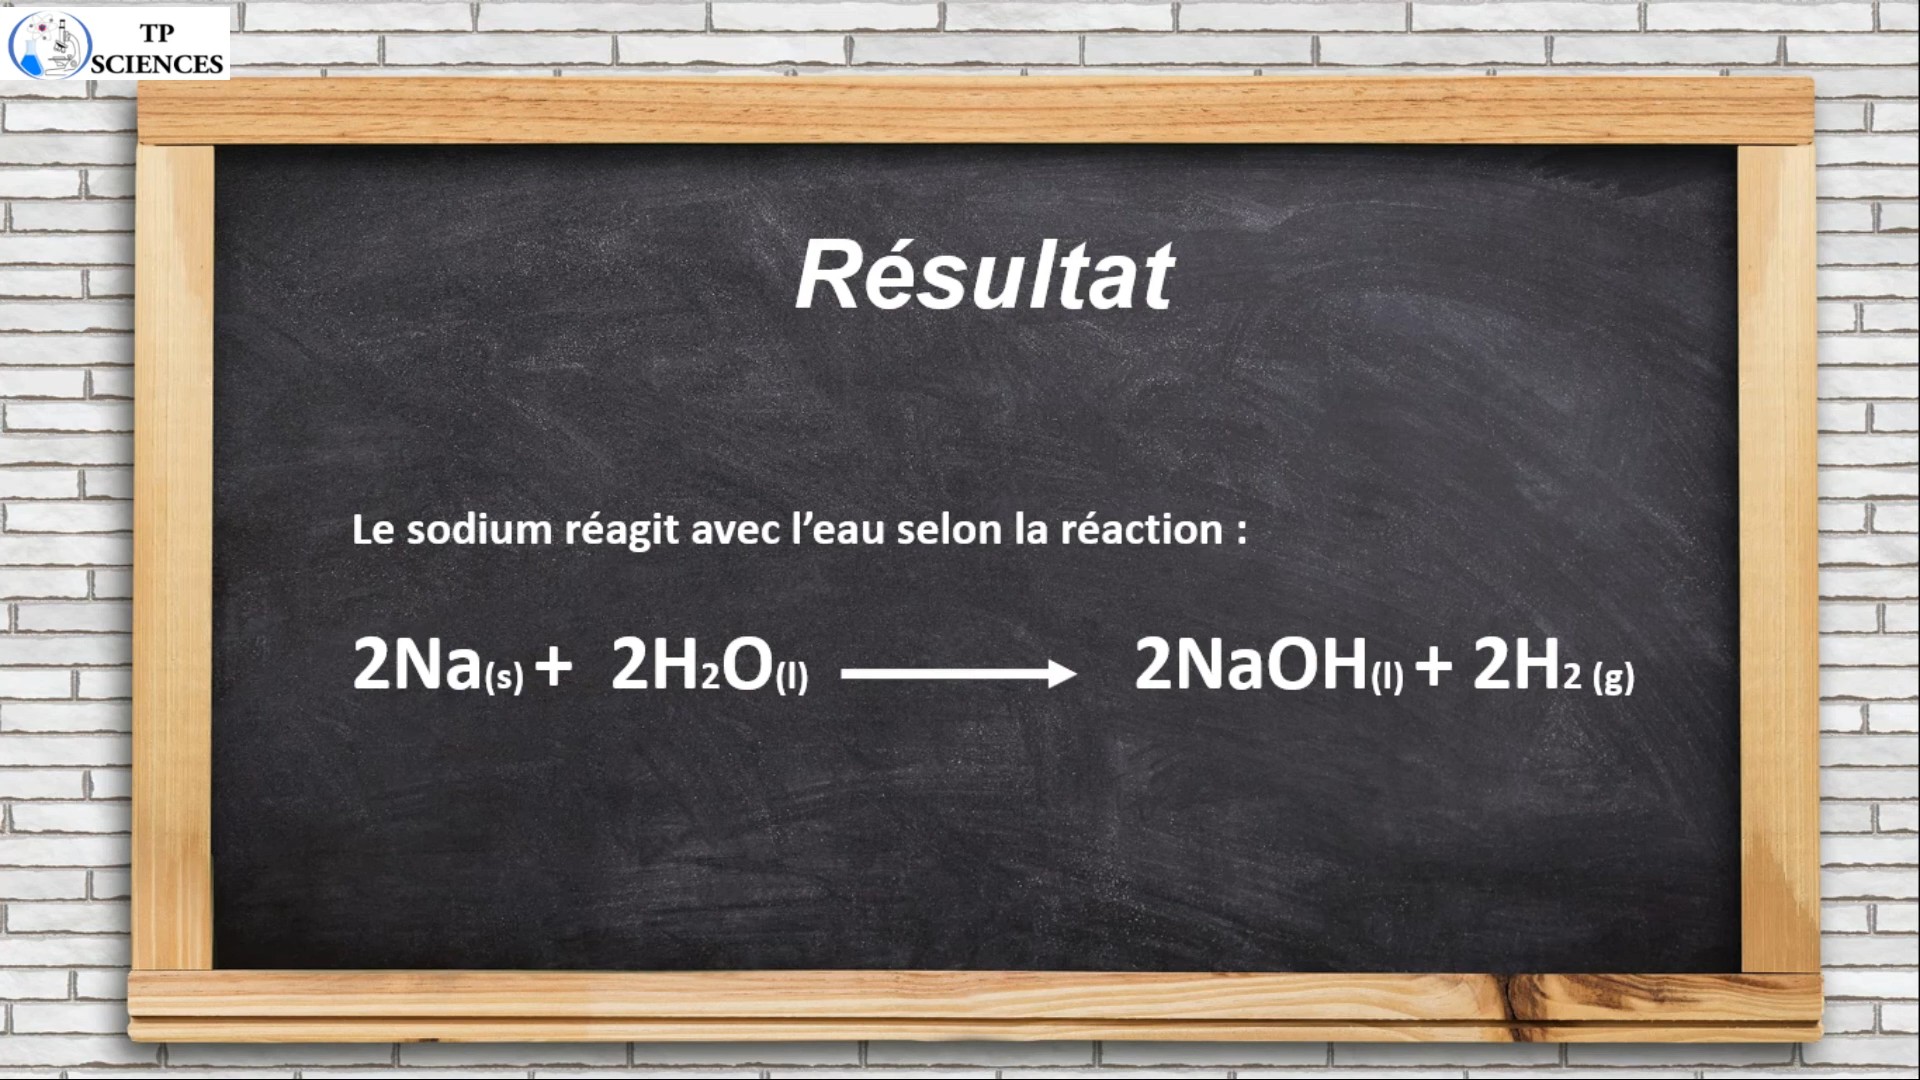 TP
SCIENCES
Résultat
Le sodium réagit avec l’eau selon la réaction :
2Na(s) + 2H₂O(l) ⟶ 2NaOH(l) + 2H₂ (g)